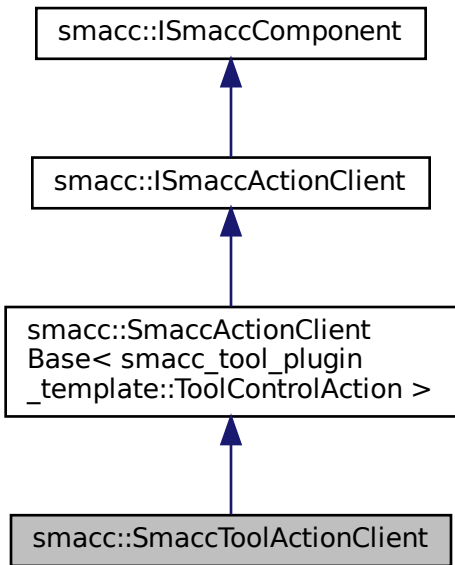 smacc::ISmaccComponent
smacc::ISmaccActionClient
smacc::SmaccActionClient
Base< smacc_tool_plugin
_template::ToolControlAction >
smacc::SmaccToolActionClient